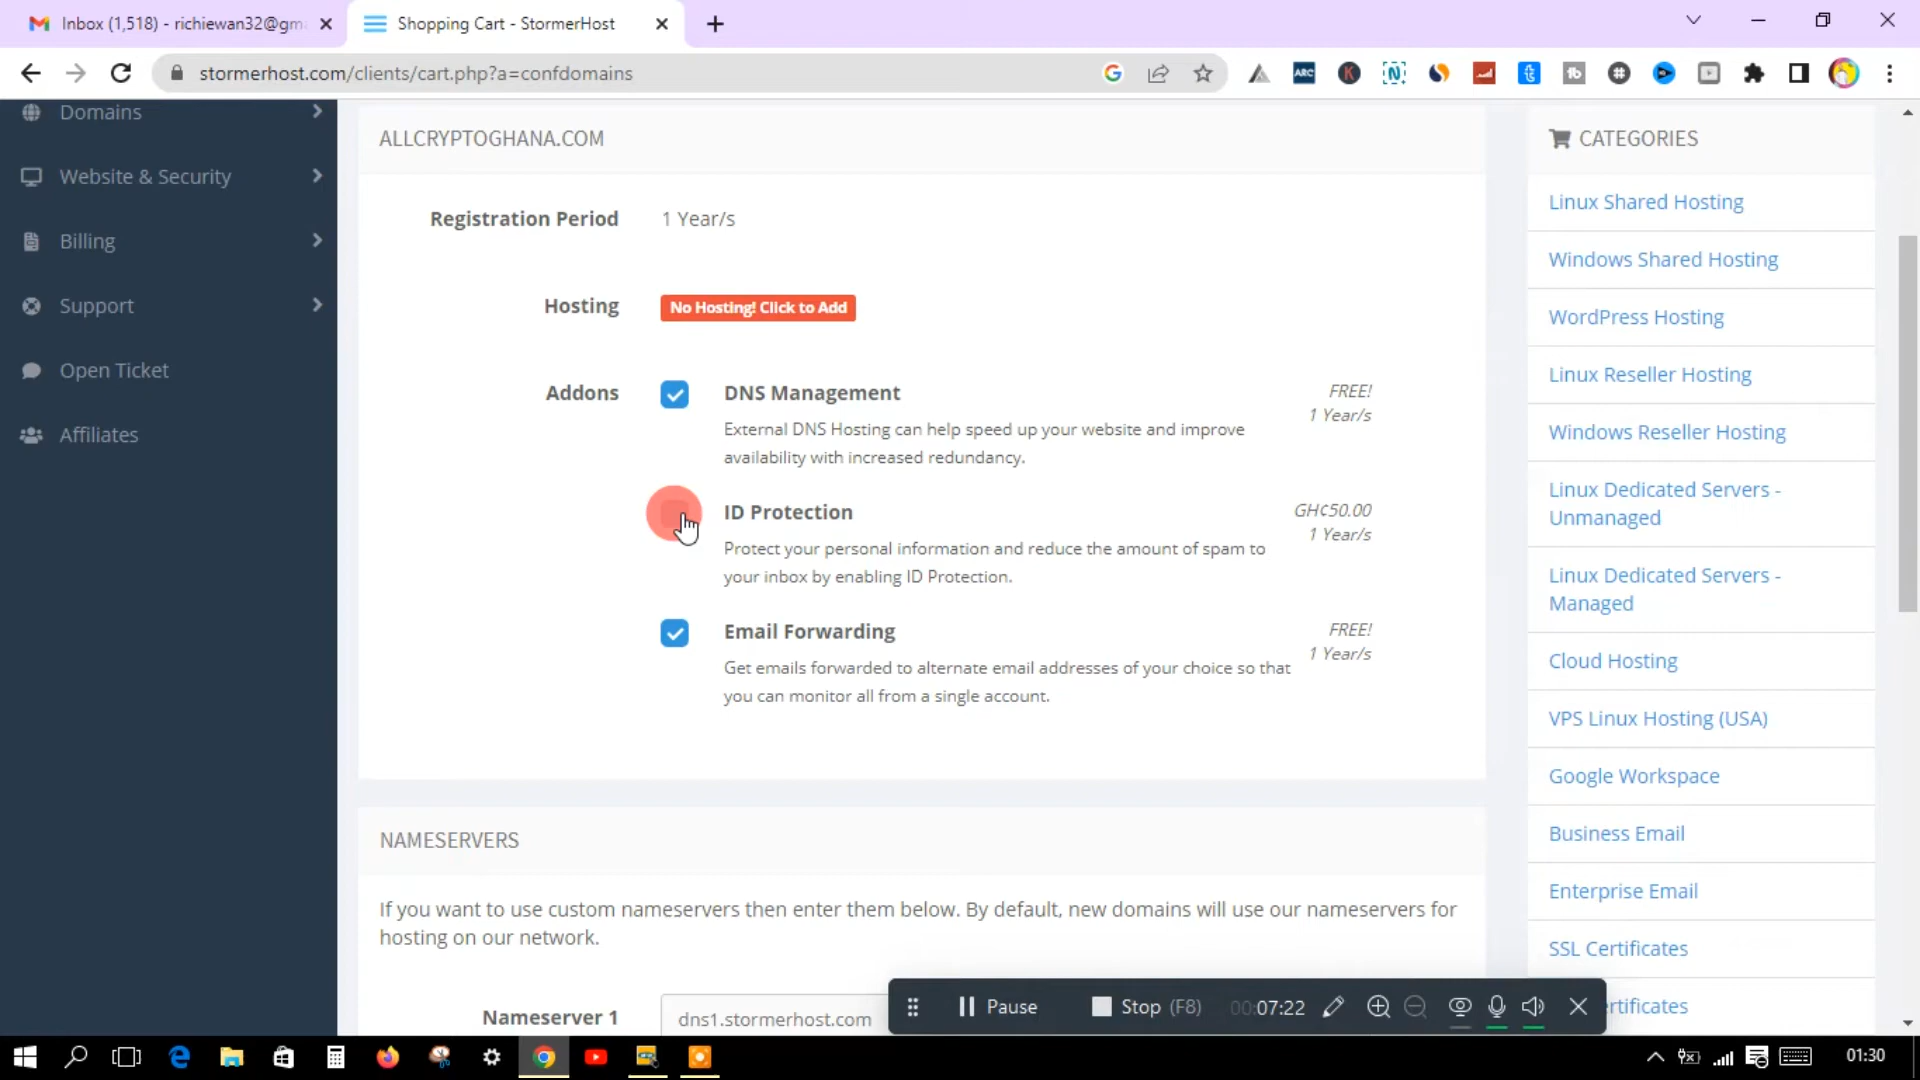 Inbox (1,518) - richiewan32@gm
Shopping Cart - StormerHost
stormerhost.com/clients/cart.php?a=confdomains
Domains
Website & Security
Billing
Support
Open Ticket
Affiliates
ALLCRYPTOGHANA.COM
Registration Period
1 Year/s
Hosting
No Hosting! Click to Add
Addons
DNS Management
FREE!
1 Year/s
External DNS Hosting can help speed up your website and improve
availability with increased redundancy.
ID Protection
GH₵50.00
1 Year/s
Protect your personal information and reduce the amount of spam to
your inbox by enabling ID Protection.
Email Forwarding
FREE!
1 Year/s
Get emails forwarded to alternate email addresses of your choice so that
you can monitor all from a single account.
NAMESERVERS
If you want to use custom nameservers then enter them below. By default, new domains will use our nameservers for
hosting on our network.
Nameserver 1
dns1.stormerhost.com
CATEGORIES
Linux Shared Hosting
Windows Shared Hosting
WordPress Hosting
Linux Reseller Hosting
Windows Reseller Hosting
Linux Dedicated Servers -
Unmanaged
Linux Dedicated Servers -
Managed
Cloud Hosting
VPS Linux Hosting (USA)
Google Workspace
Business Email
Enterprise Email
SSL Certificates
rtificates
Pause
Stop (F8)
00:07:22
01:30